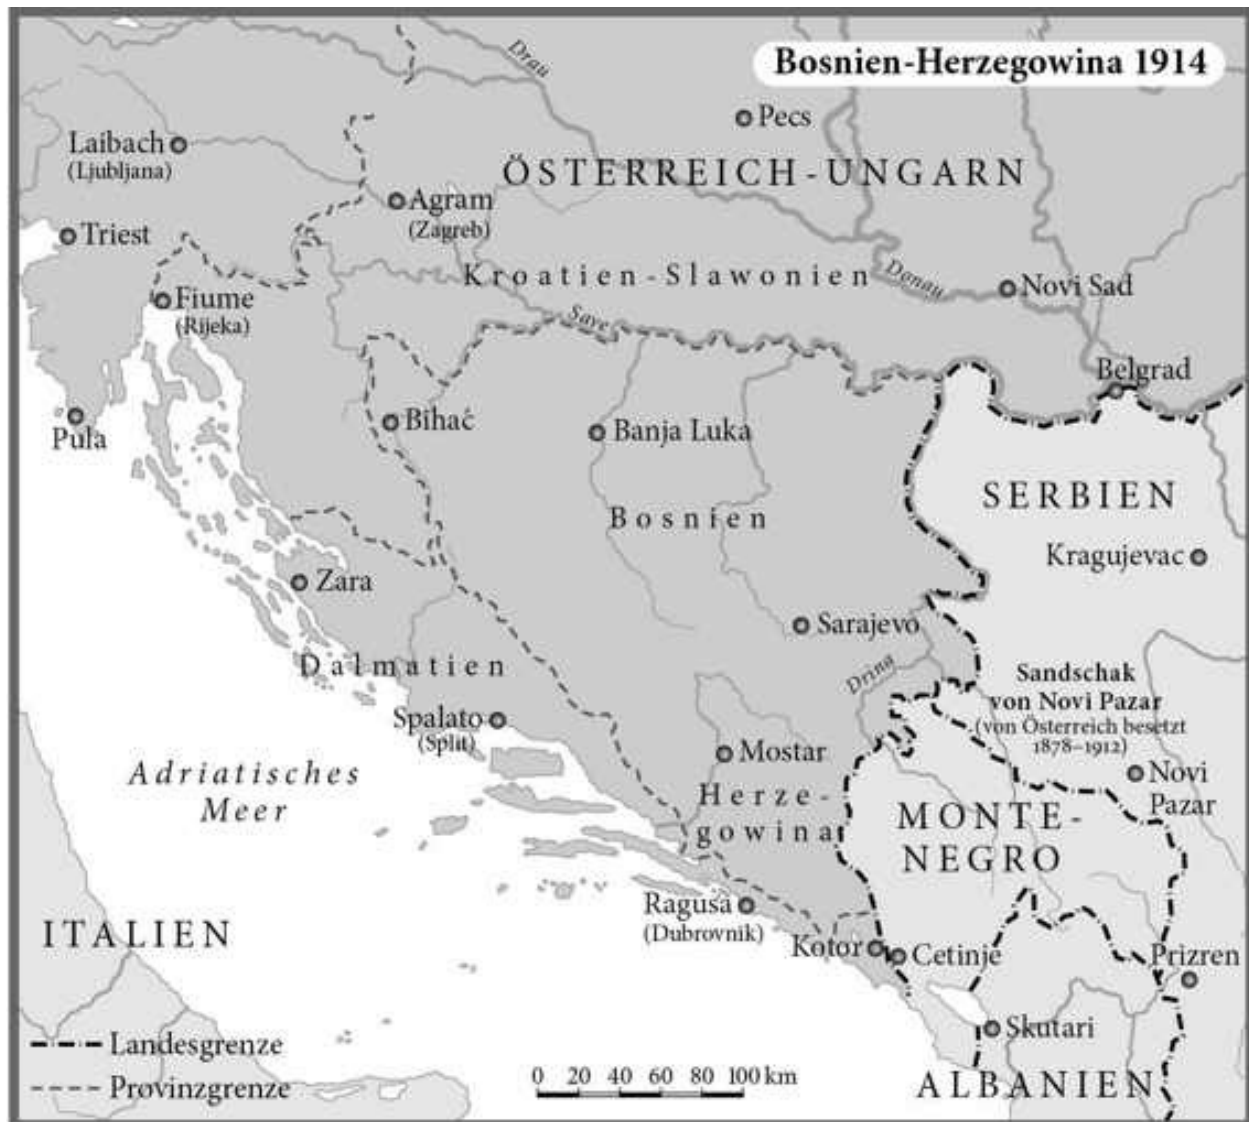 Bosnien-Herzegowina 1914
Drau
Pecs
Laibach
(Ljubljana)
ÖSTERREICH-UNGARN
Agram
(Zagreb)
Triest
Kroatien-Slawonien
Donau
Novi Sad
Fiume
(Rijeka)
Save
Belgrad
Pula
Bihać
Banja Luka
SERBIEN
Bosnien
Kragujevac
Zara
Sarajevo
Dalmatien
Drina
Sandschak
von Novi Pazar
(von Österreich besetzt
1878–1912)
Spalato
(Split)
Mostar
Novi
Pazar
Adriatisches
Meer
Herze-
gowina
MONTE-
NEGRO
Ragusa
(Dubrovnik)
ITALIEN
Kotor
Cetinje
Prizren
Skutari
Landesgrenze
Provinzgrenze
0 20 40 60 80 100 km
ALBANIEN